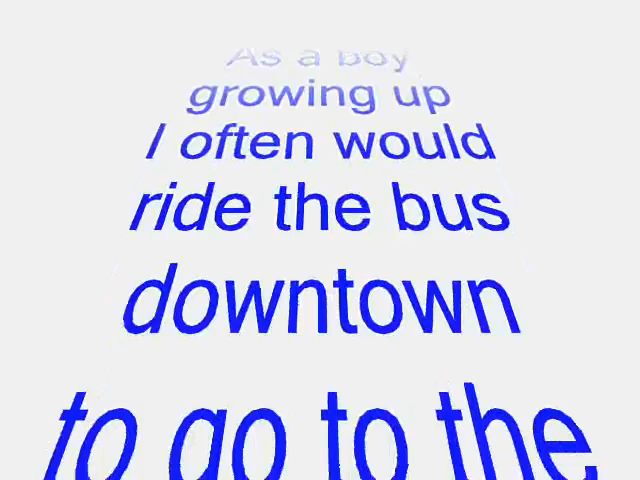 As a boy
growing up
I often would
ride the bus
downtown
to go to the